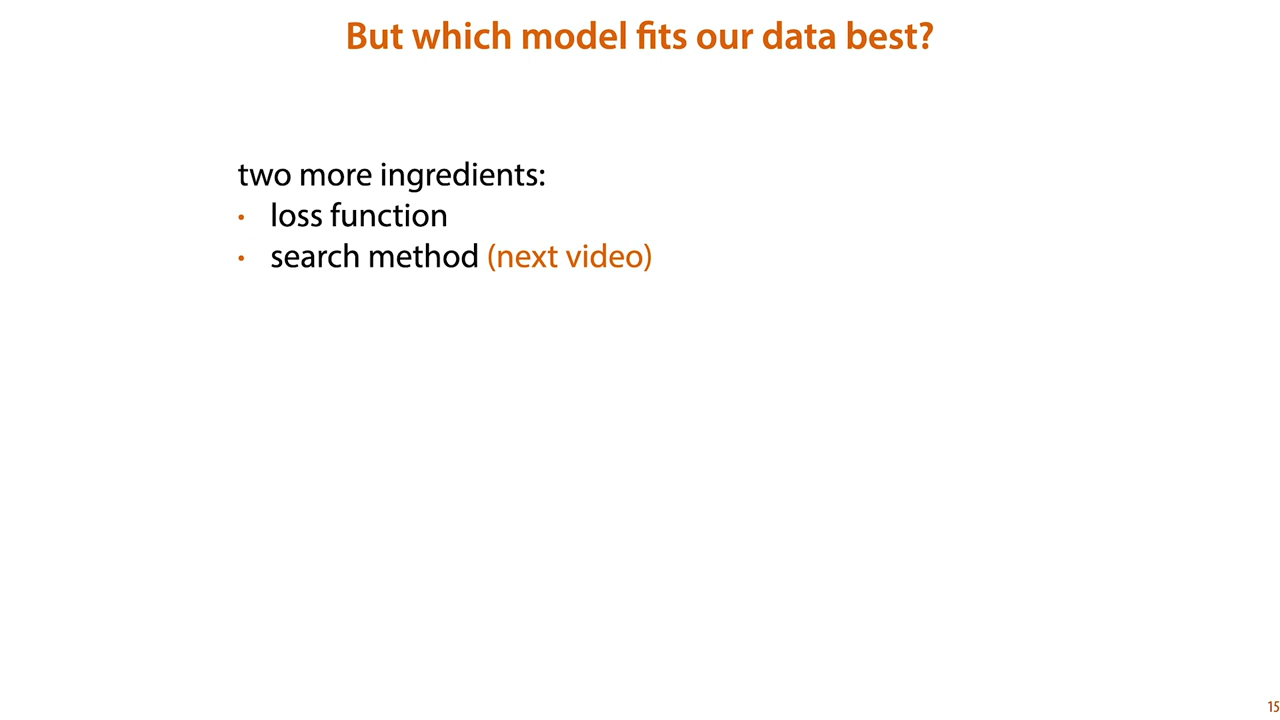 But which model fits our data best?
two more ingredients:
• loss function
• search method (next video)
15